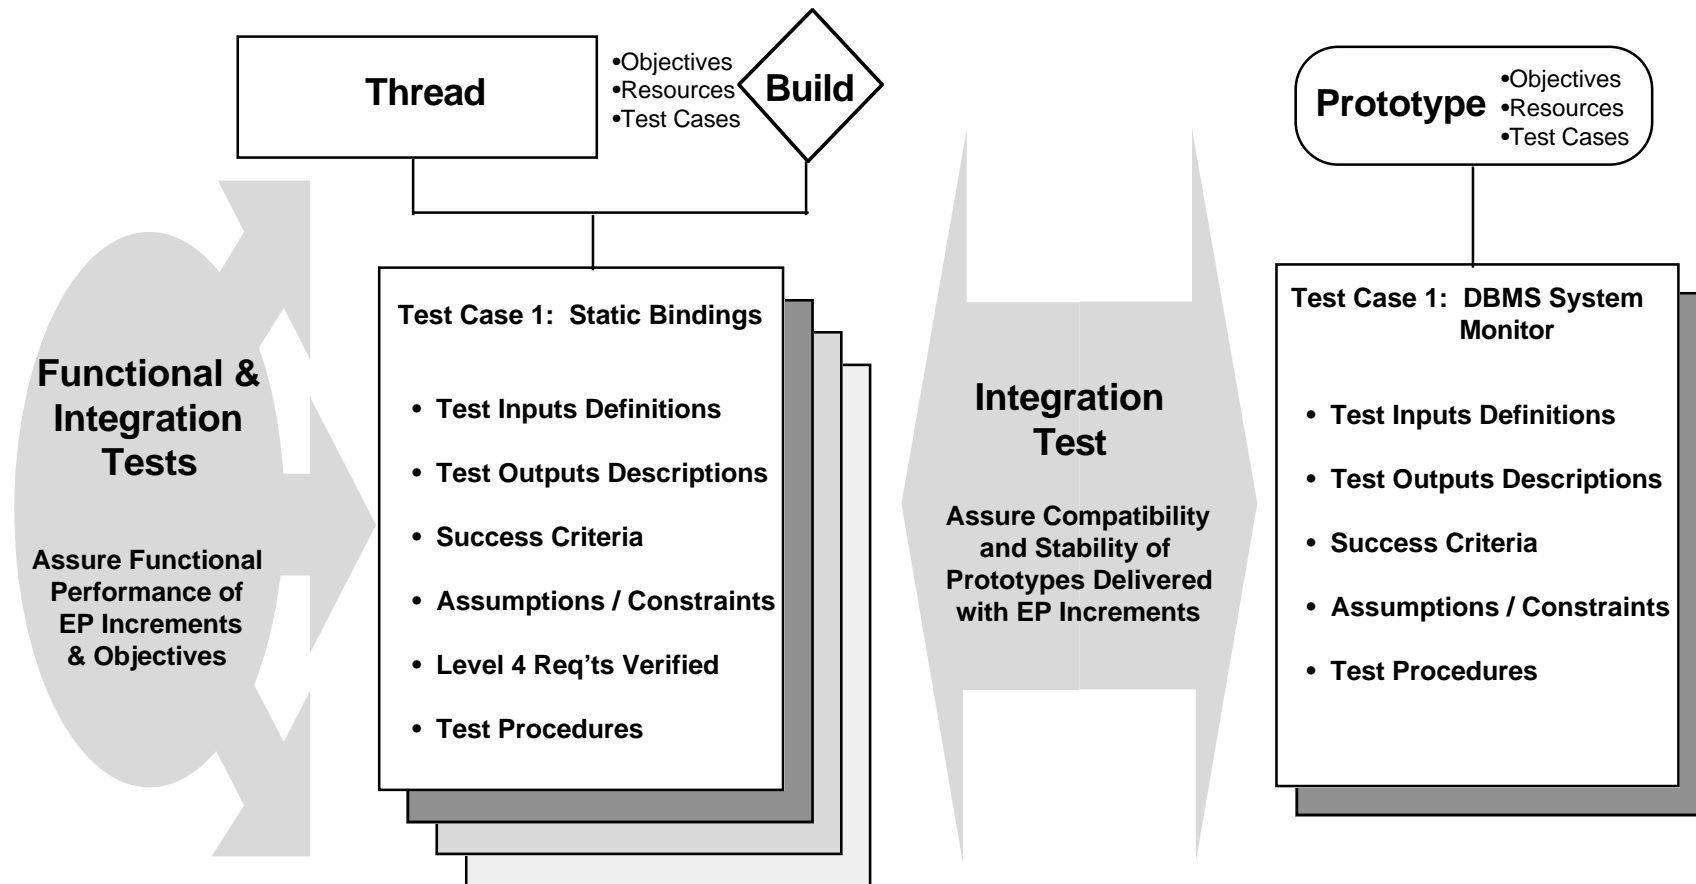 Thread
•Objectives
•Resources
•Test Cases
Build
Prototype
•Objectives
•Resources
•Test Cases
Functional &
Integration
Tests
Assure Functional
Performance of
EP Increments
& Objectives
Test Case 1:  Static Bindings
• Test Inputs Definitions
• Test Outputs Descriptions
• Success Criteria
• Assumptions / Constraints
• Level 4 Req’ts Verified
• Test Procedures
Integration
Test
Assure Compatibility
and Stability of
Prototypes Delivered
with EP Increments
Test Case 1:  DBMS System
Monitor
• Test Inputs Definitions
• Test Outputs Descriptions
• Success Criteria
• Assumptions / Constraints
• Test Procedures